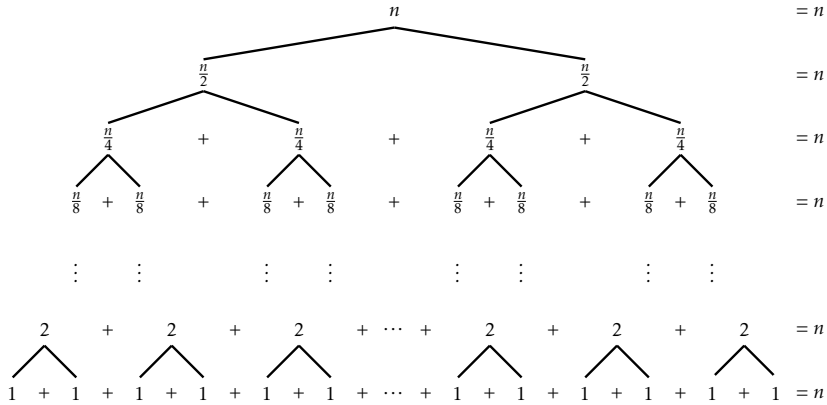 n = n
n/2 n/2 = n
n/4 + n/4 + n/4 + n/4 = n
n/8 + n/8 + n/8 + n/8 + n/8 + n/8 + n/8 + n/8 = n
⋮ ⋮ ⋮ ⋮ ⋮ ⋮ ⋮ ⋮
2 + 2 + 2 + ⋯ + 2 + 2 + 2 = n
1 + 1 + 1 + 1 + 1 + 1 + ⋯ + 1 + 1 + 1 + 1 + 1 + 1 = n